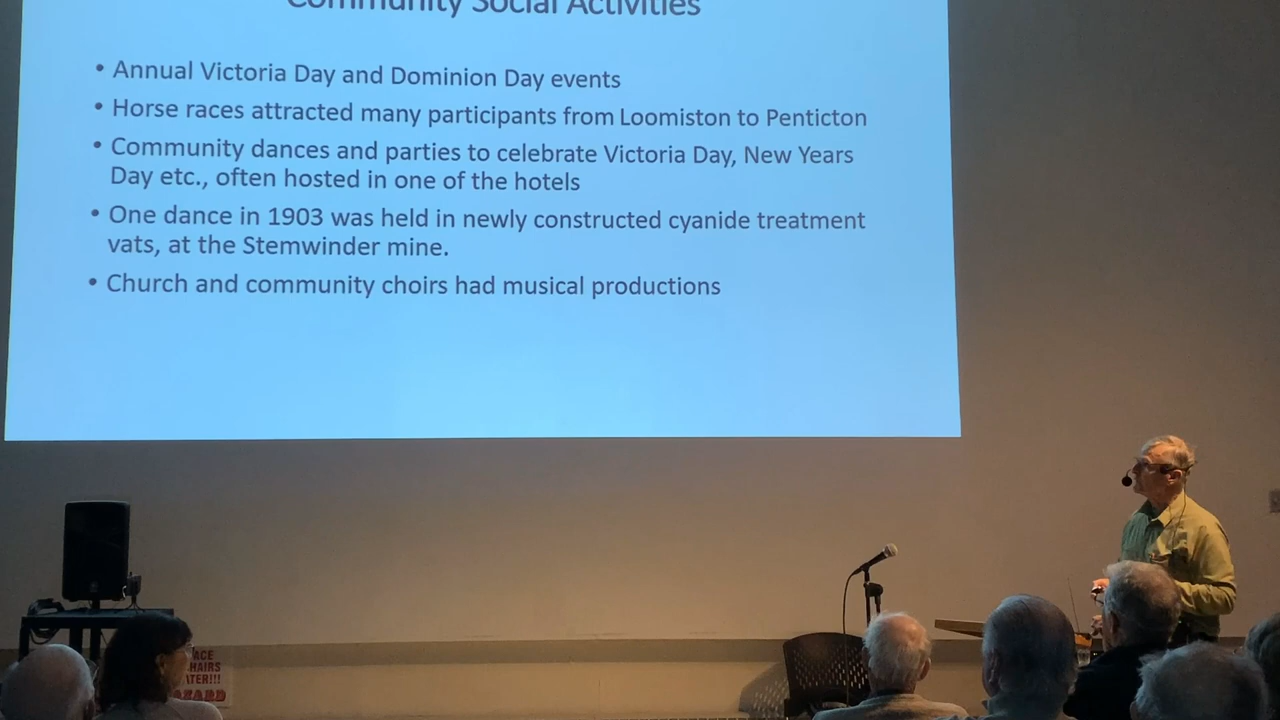 Community Social Activities
• Annual Victoria Day and Dominion Day events
• Horse races attracted many participants from Loomiston to Penticton
• Community dances and parties to celebrate Victoria Day, New Years
Day etc., often hosted in one of the hotels
• One dance in 1903 was held in newly constructed cyanide treatment
vats, at the Stemwinder mine.
• Church and community choirs had musical productions